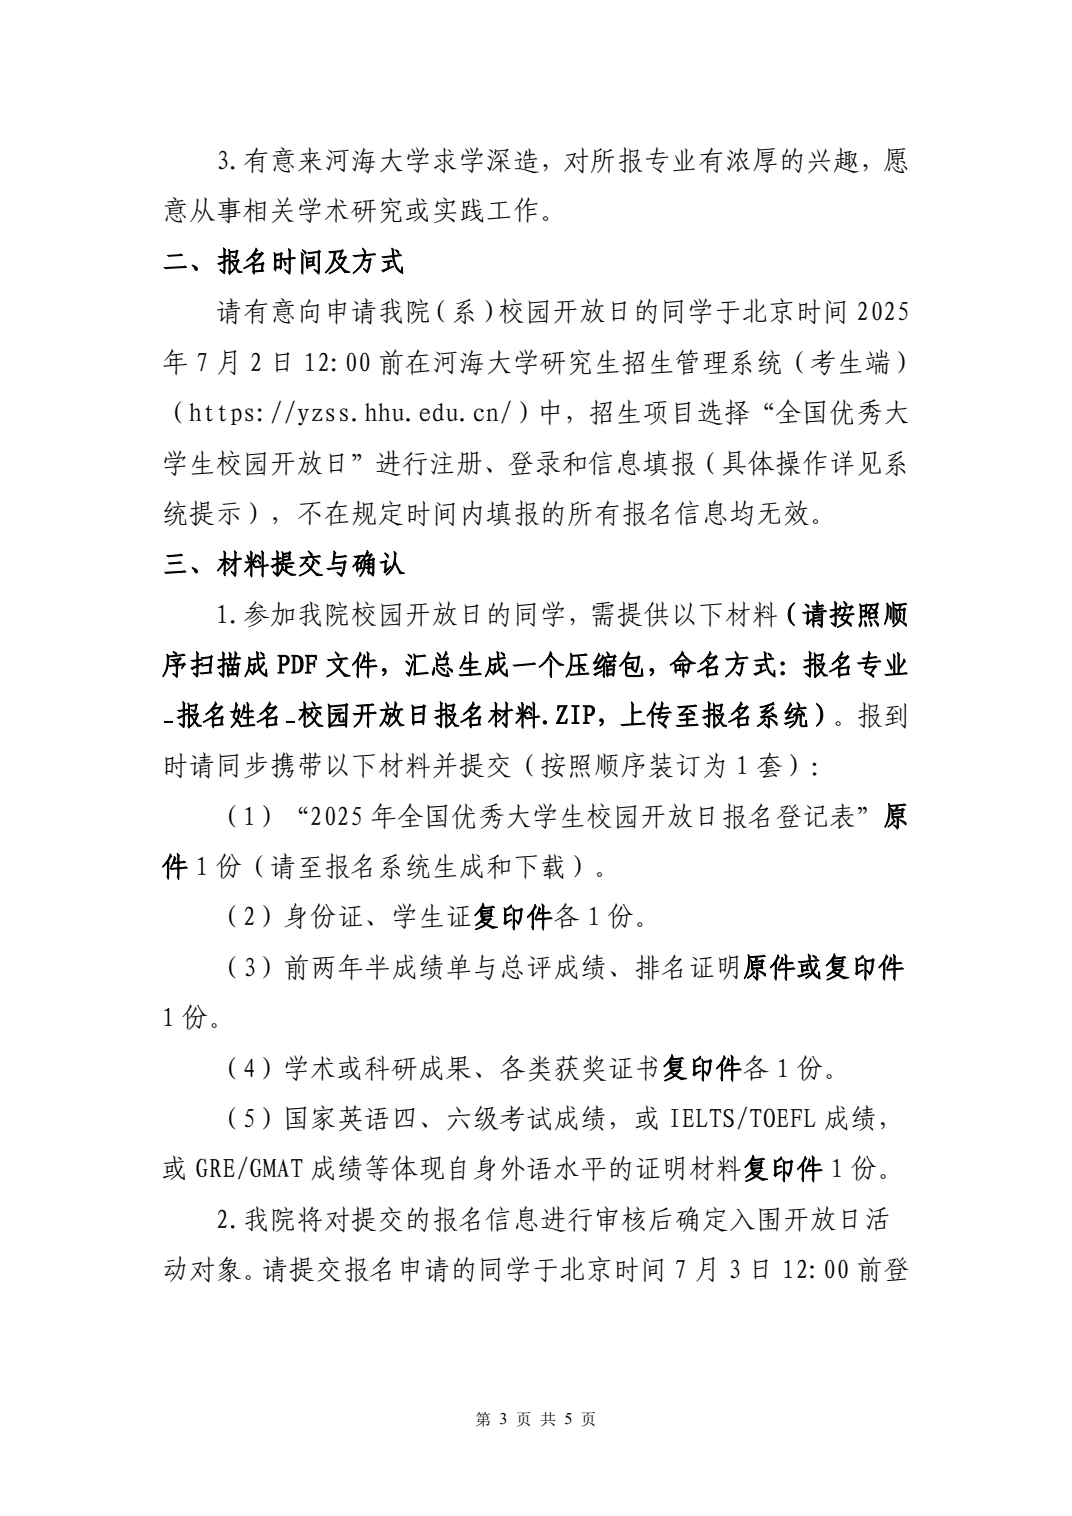 3.有意来河海大学求学深造，对所报专业有浓厚的兴趣，愿
意从事相关学术研究或实践工作。
二、报名时间及方式
请有意向申请我院（系）校园开放日的同学于北京时间 2025
年 7 月 2 日 12:00 前在河海大学研究生招生管理系统（考生端）
（https://yzss.hhu.edu.cn/）中，招生项目选择“全国优秀大
学生校园开放日”进行注册、登录和信息填报（具体操作详见系
统提示），不在规定时间内填报的所有报名信息均无效。
三、材料提交与确认
1.参加我院校园开放日的同学，需提供以下材料（请按照顺
序扫描成 PDF 文件，汇总生成一个压缩包，命名方式：报名专业
_报名姓名_校园开放日报名材料.ZIP，上传至报名系统）。报到
时请同步携带以下材料并提交（按照顺序装订为 1 套）：
（1）“2025 年全国优秀大学生校园开放日报名登记表”原
件 1 份（请至报名系统生成和下载）。
（2）身份证、学生证复印件各 1 份。
（3）前两年半成绩单与总评成绩、排名证明原件或复印件
1 份。
（4）学术或科研成果、各类获奖证书复印件各 1 份。
（5）国家英语四、六级考试成绩，或 IELTS/TOEFL 成绩，
或 GRE/GMAT 成绩等体现自身外语水平的证明材料复印件 1 份。
2.我院将对提交的报名信息进行审核后确定入围开放日活
动对象。请提交报名申请的同学于北京时间 7 月 3 日 12:00 前登
第 3 页 共 5 页